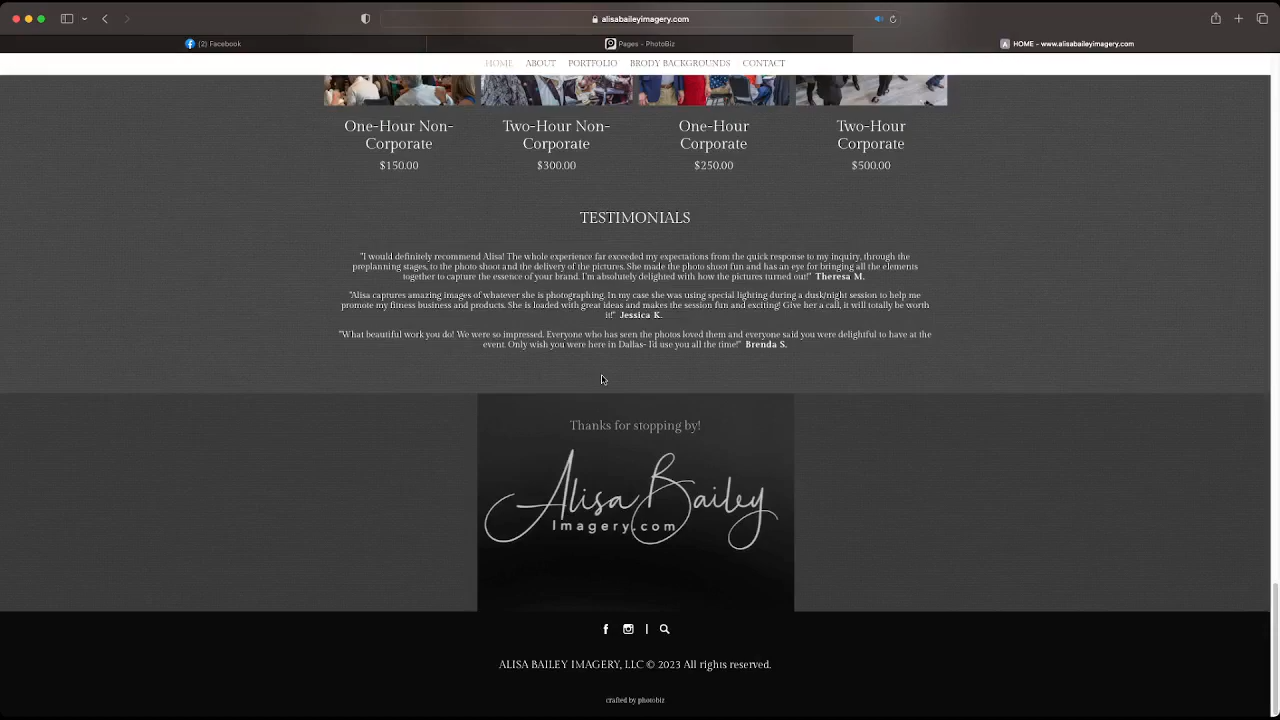 alisabaileyimagery.com
(2) Facebook
Pages - PhotoBiz
A HOME - www.alisabaileyimagery.com
HOME ABOUT PORTFOLIO BRODY BACKGROUNDS CONTACT
One-Hour Non-
Corporate
$150.00
Two-Hour Non-
Corporate
$300.00
One-Hour
Corporate
$250.00
Two-Hour
Corporate
$500.00
TESTIMONIALS
"I would definitely recommend Alisa! The whole experience far exceeded my expectations from the quick response to my inquiry, through the
preplanning stages, to the photo shoot and the delivery of the pictures. She made the photo shoot fun and has an eye for bringing all the elements
together to capture the essence of your brand. I'm absolutely delighted with how the pictures turned out!" Theresa M.
"Alisa captures amazing images of whatever she is photographing. In my case she was using special lighting during a dusk/night session to help me
promote my fitness business and products. She is loaded with great ideas and makes the session fun and exciting! Give her a call, it will totally be worth
it!" Jessica K.
"What beautiful work you do! We were so impressed. Everyone who has seen the photos loved them and everyone said you were delightful to have at the
event. Only wish you were here in Dallas- I'd use you all the time!" Brenda S.
Thanks for stopping by!
Alisa Bailey
Imagery.com
ALISA BAILEY IMAGERY, LLC © 2023 All rights reserved.
crafted by photobiz